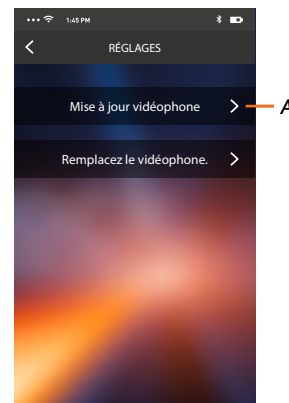 1:45 PM
RÉGLAGES
Mise à jour vidéophone
A
Remplacez le vidéophone.